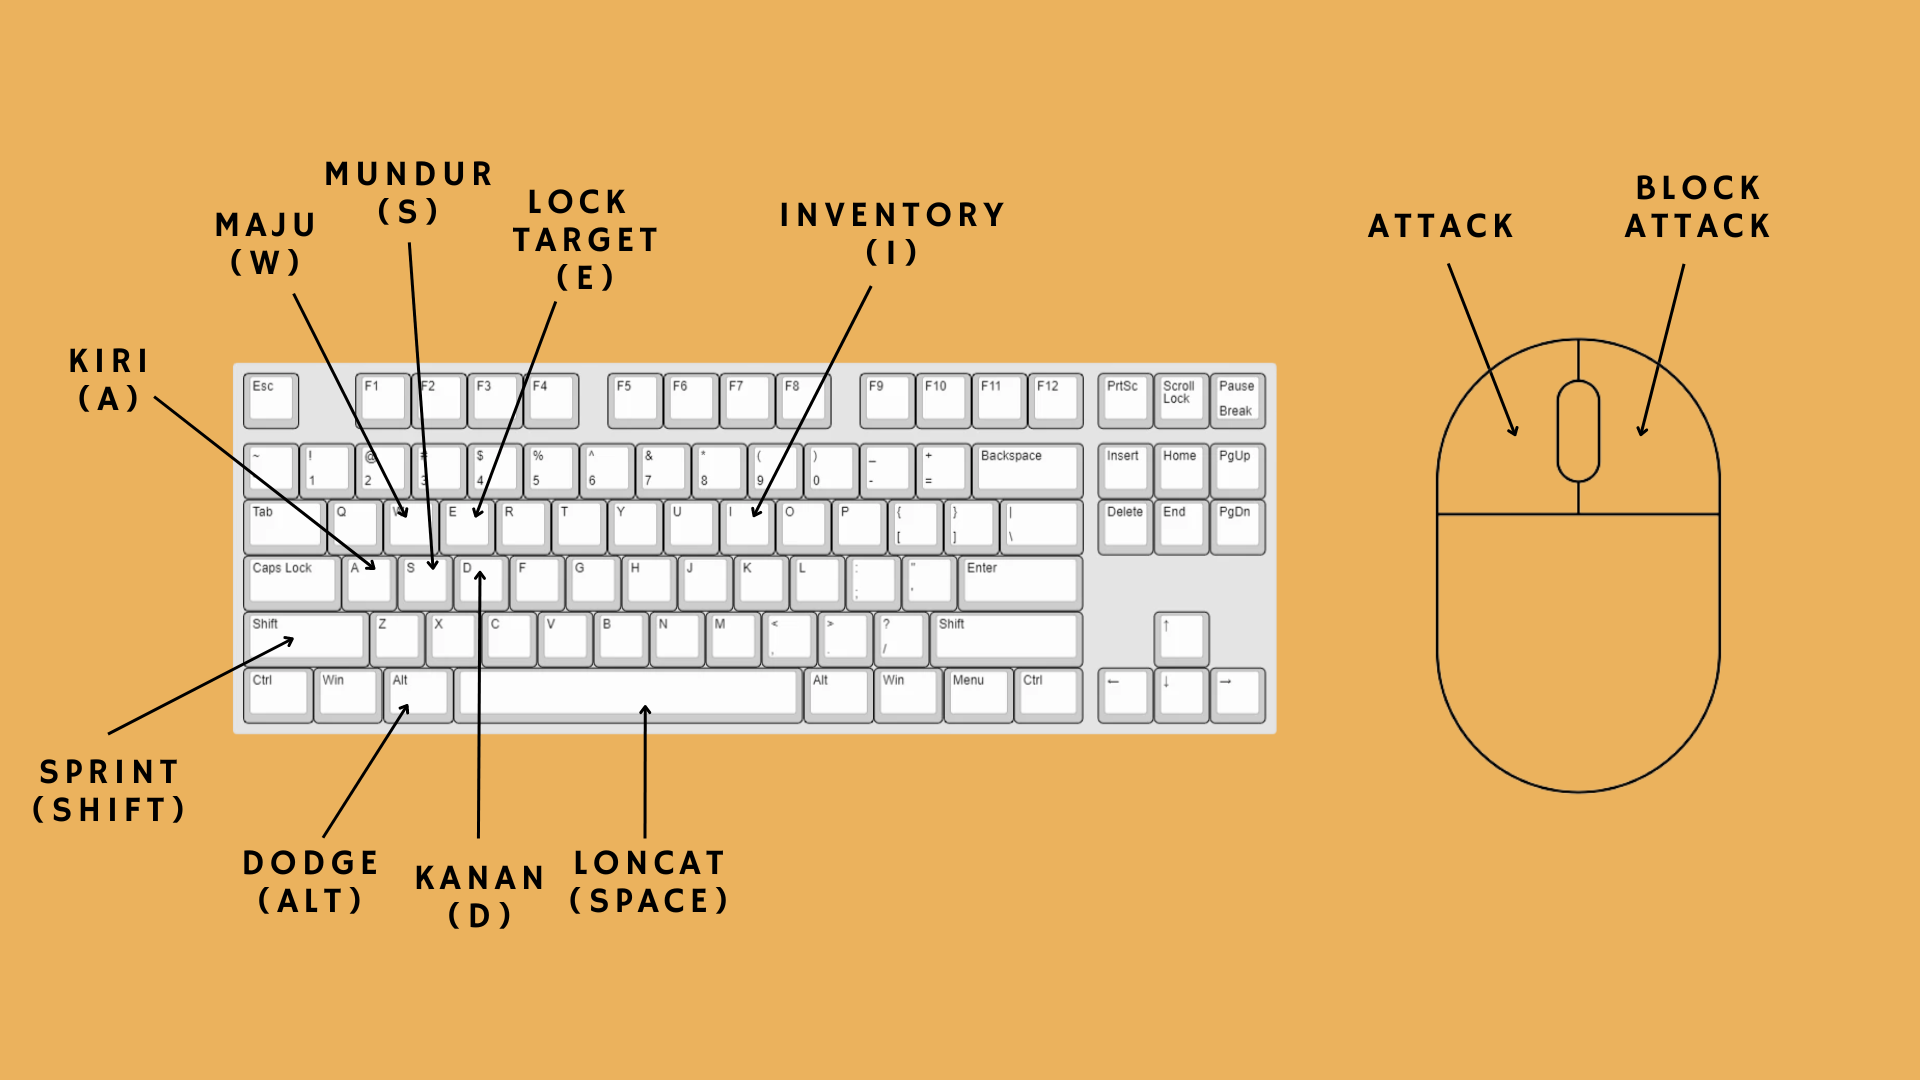 MUNDUR
(S)
MAJU
(W)
LOCK
TARGET
(E)
INVENTORY
(I)
ATTACK
BLOCK
ATTACK
KIRI
(A)
Esc F1 F2 F3 F4 F5 F6 F7 F8 F9 F10 F11 F12 PrtSc Scroll Lock Pause Break
~ ! @ # $ % ^ & * ( ) _ + Backspace Insert Home PgUp
1 2 3 4 5 6 7 8 9 0 - =
Tab Q W E R T Y U I O P { } | Delete End PgDn
[ ] \
Caps Lock A S D F G H J K L : " Enter
; '
Shift Z X C V B N M < > ? Shift ↑
, . /
Ctrl Win Alt Alt Win Menu Ctrl ← ↓ →
SPRINT
(SHIFT)
DODGE
(ALT)
KANAN
(D)
LONCAT
(SPACE)